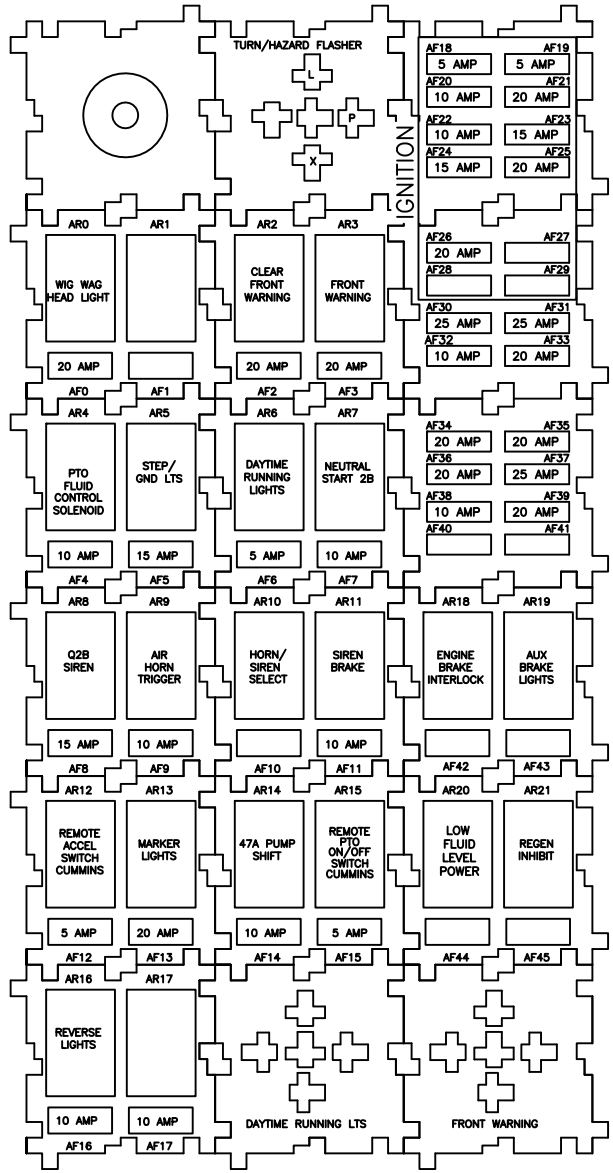 TURN/HAZARD FLASHER
L
P
X
IGNITION
AF18 AF19
5 AMP 5 AMP
AF20 AF21
10 AMP 20 AMP
AF22 AF23
10 AMP 15 AMP
AF24 AF25
15 AMP 20 AMP
AF26 AF27
20 AMP
AF28 AF29
AF30 AF31
25 AMP 25 AMP
AF32 AF33
10 AMP 20 AMP
AR0 AR1 AR2 AR3
WIG WAG
HEAD LIGHT
CLEAR
FRONT
WARNING
FRONT
WARNING
20 AMP 20 AMP 20 AMP
AF0 AF1 AF2 AF3
AR4 AR5 AR6 AR7
PTO
FLUID
CONTROL
SOLENOID
STEP/
GND LTS
DAYTIME
RUNNING
LIGHTS
NEUTRAL
START 2B
10 AMP 15 AMP 5 AMP 10 AMP
AF4 AF5 AF6 AF7
AF34 AF35
20 AMP 20 AMP
AF36 AF37
20 AMP 25 AMP
AF38 AF39
10 AMP 20 AMP
AF40 AF41
AR8 AR9 AR10 AR11 AR18 AR19
Q2B
SIREN
AIR
HORN
TRIGGER
HORN/
SIREN
SELECT
SIREN
BRAKE
ENGINE
BRAKE
INTERLOCK
AUX
BRAKE
LIGHTS
15 AMP 10 AMP 10 AMP
AF8 AF9 AF10 AF11 AF42 AF43
AR12 AR13 AR14 AR15 AR20 AR21
REMOTE
ACCEL
SWITCH
CUMMINS
MARKER
LIGHTS
47A PUMP
SHIFT
REMOTE
PTO
ON/OFF
SWITCH
CUMMINS
LOW
FLUID
LEVEL
POWER
REGEN
INHIBIT
5 AMP 20 AMP 10 AMP 5 AMP
AF12 AF13 AF14 AF15 AF44 AF45
AR16 AR17
REVERSE
LIGHTS
10 AMP 10 AMP
AF16 AF17
DAYTIME RUNNING LTS
FRONT WARNING